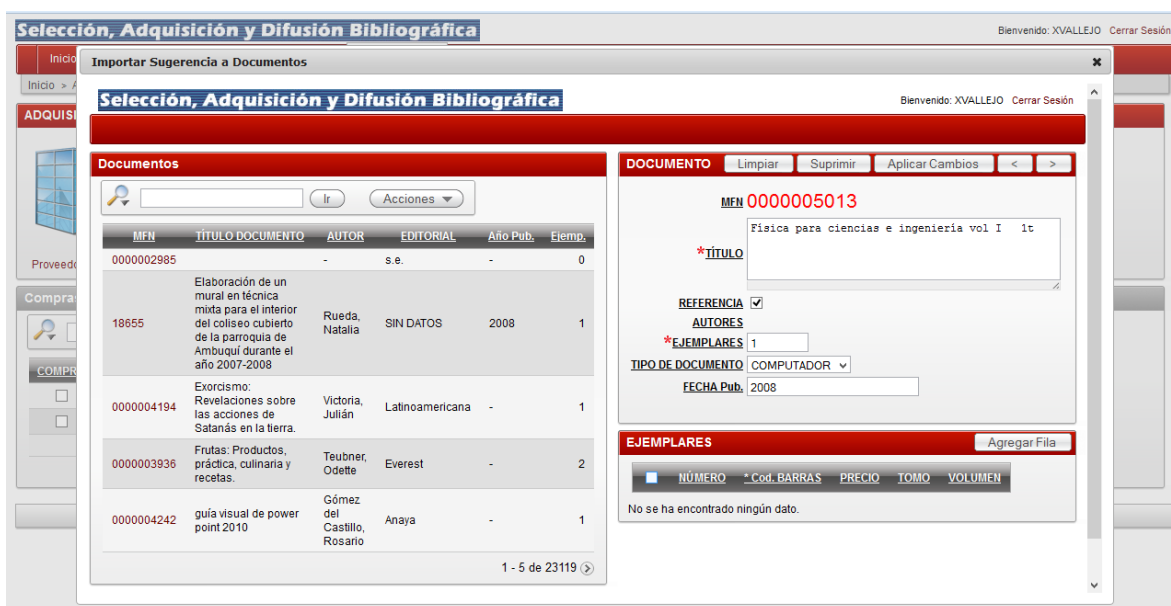 Selección, Adquisición y Difusión Bibliográfica
Bienvenido: XVALLEJO Cerrar Sesión
Inicio
Importar Sugerencia a Documentos
Inicio >
Selección, Adquisición y Difusión Bibliográfica
Bienvenido: XVALLEJO Cerrar Sesión
ADQUISI
Documentos
Ir
Acciones
MFN TÍTULO DOCUMENTO AUTOR EDITORIAL Año Pub. Ejemp.
0000002985 - s.e. - 0
18655
Elaboración de un
mural en técnica
mixta para el interior
del coliseo cubierto
de la parroquia de
Ambuquí durante el
año 2007-2008
Rueda,
Natalia
SIN DATOS
2008
1
0000004194
Exorcismo:
Revelaciones sobre
las acciones de
Satanás en la tierra.
Victoria,
Julián
Latinoamericana
-
1
0000003936
Frutas: Productos,
práctica, culinaria y
recetas.
Teubner,
Odette
Everest
-
2
0000004242
guía visual de power
point 2010
Gómez
del
Castillo,
Rosario
Anaya
-
1
1 - 5 de 23119
DOCUMENTO Limpiar Suprimir Aplicar Cambios < >
MFN 0000005013
*TÍTULO
Física para ciencias e ingeniería vol I 1t
REFERENCIA
AUTORES
*EJEMPLARES 1
TIPO DE DOCUMENTO COMPUTADOR
FECHA Pub. 2008
EJEMPLARES Agregar Fila
NÚMERO * Cod. BARRAS PRECIO TOMO VOLUMEN
No se ha encontrado ningún dato.
Proveed
Compra
COMPR